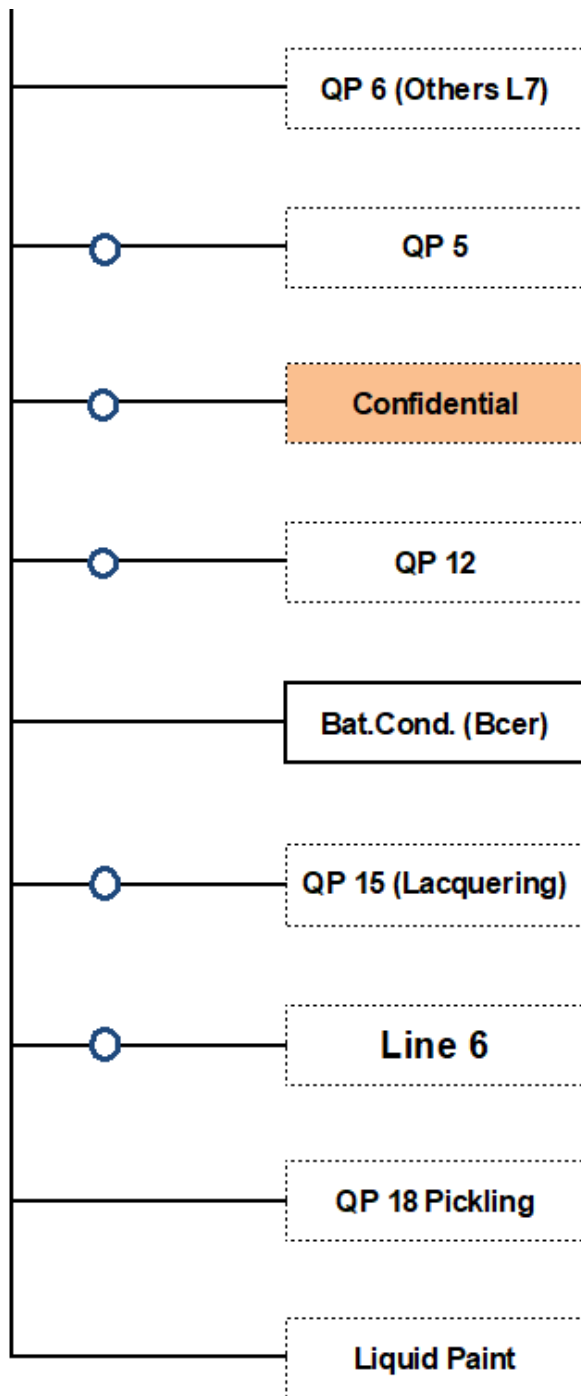 QP 6 (Others L7)
QP 5
Confidential
QP 12
Bat.Cond. (Bcer)
QP 15 (Lacquering)
Line 6
QP 18 Pickling
Liquid Paint